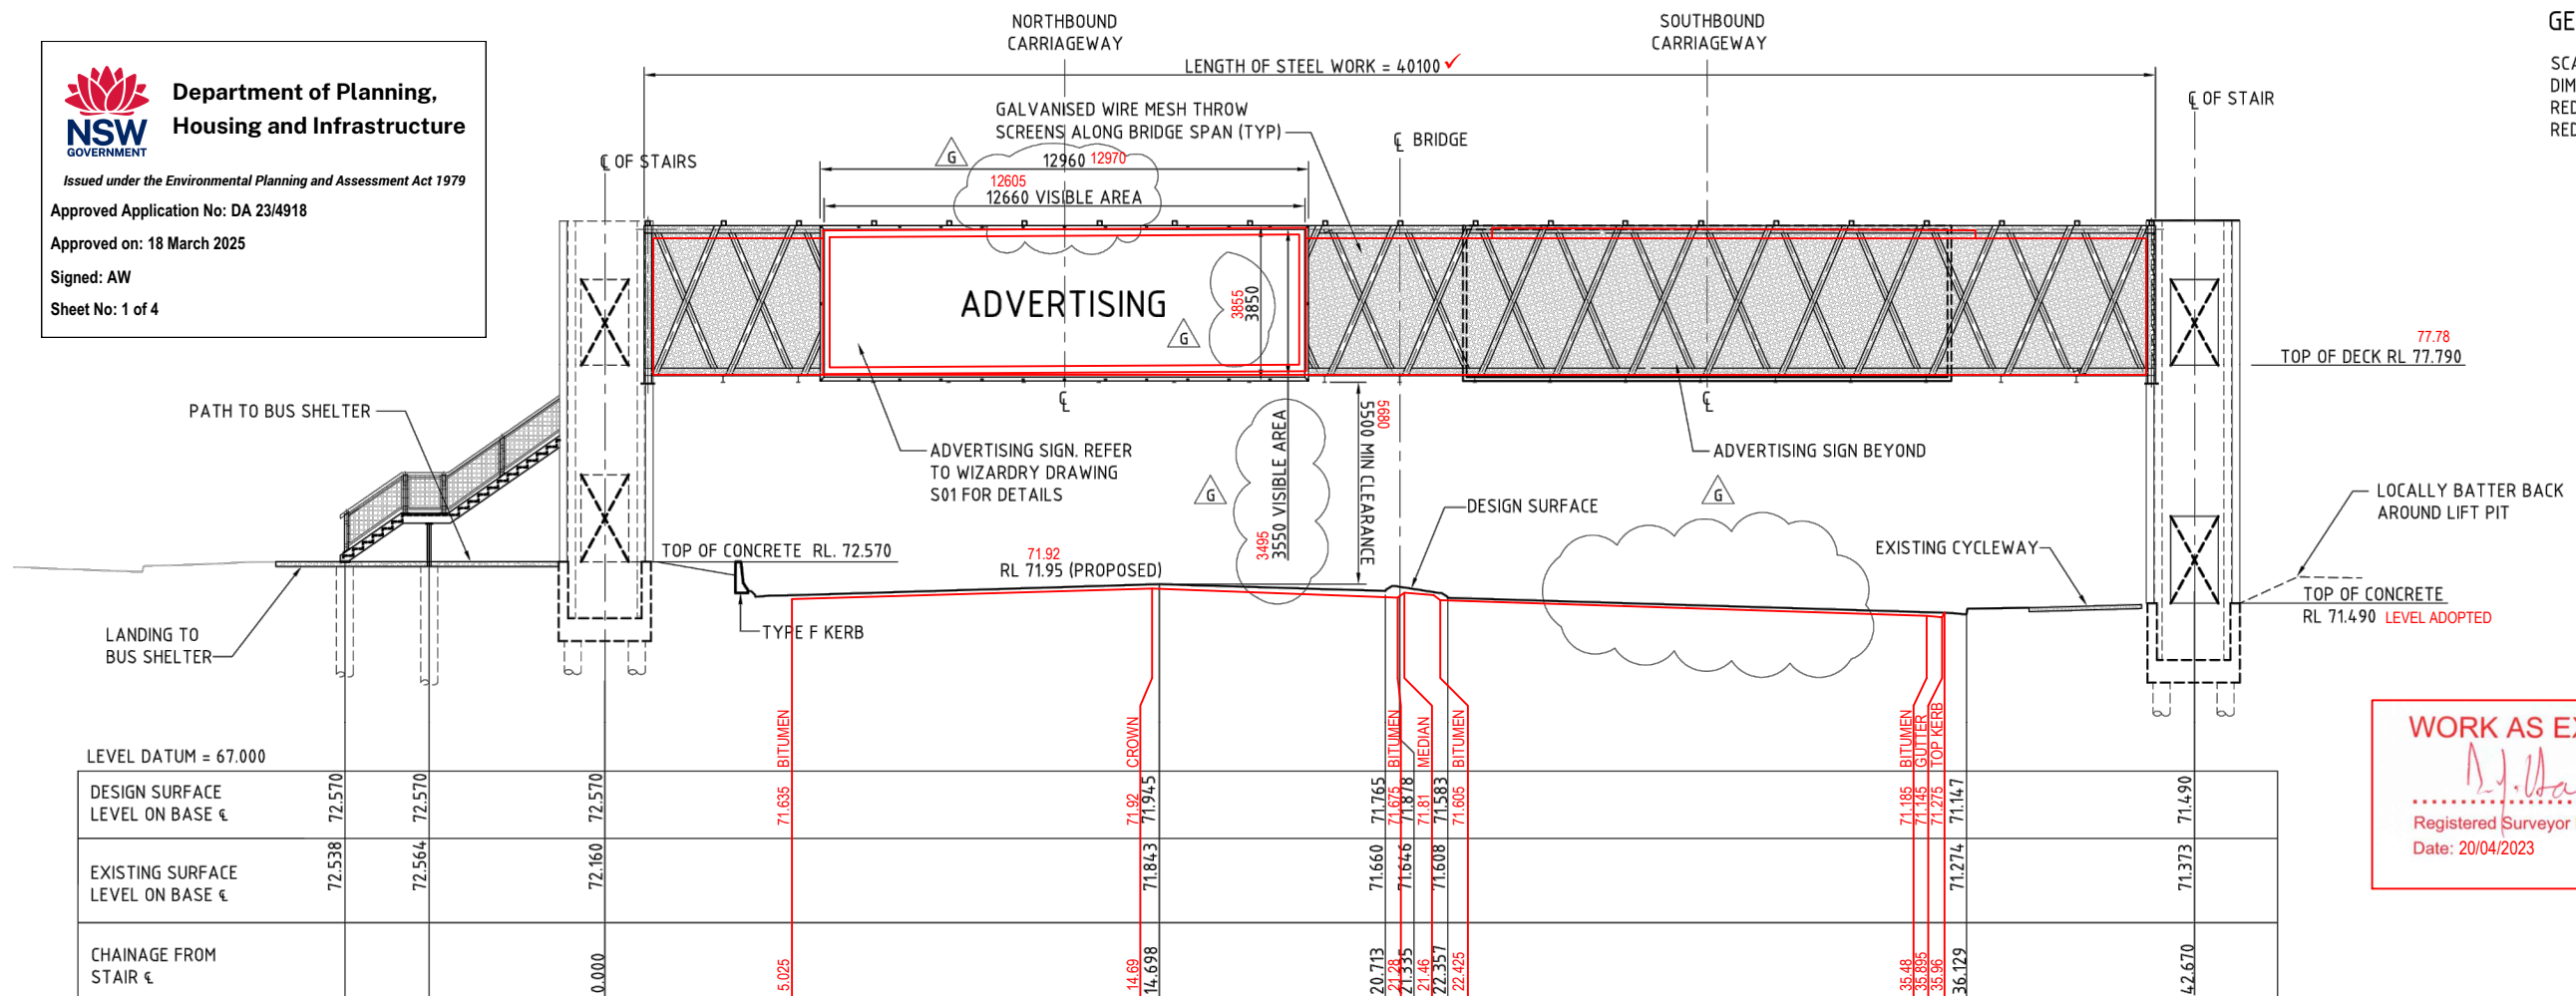 NORTHBOUND
CARRIAGEWAY
SOUTHBOUND
CARRIAGEWAY
LENGTH OF STEEL WORK = 40100 ✓
Department of Planning,
Housing and Infrastructure
NSW
GOVERNMENT
Issued under the Environmental Planning and Assessment Act 1979
Approved Application No: DA 23/4918
Approved on: 18 March 2025
Signed: AW
Sheet No: 1 of 4
GALVANISED WIRE MESH THROW
SCREENS ALONG BRIDGE SPAN (TYP)
℄ OF STAIRS
℄ BRIDGE
℄ OF STAIR
G
12960 12970
12605
12660 VISIBLE AREA
ADVERTISING
3855
3850
G
77.78
TOP OF DECK RL 77.790
PATH TO BUS SHELTER
℄
℄
ADVERTISING SIGN. REFER
TO WIZARDRY DRAWING
S01 FOR DETAILS
G
3495
3550 VISIBLE AREA
5680
5500 MIN CLEARANCE
ADVERTISING SIGN BEYOND
G
DESIGN SURFACE
LOCALLY BATTER BACK
AROUND LIFT PIT
TOP OF CONCRETE RL. 72.570
71.92
RL 71.95 (PROPOSED)
EXISTING CYCLEWAY
TOP OF CONCRETE
RL 71.490 LEVEL ADOPTED
TYPE F KERB
LANDING TO
BUS SHELTER
BITUMEN
CROWN
BITUMEN
MEDIAN
BITUMEN
BITUMEN
GUTTER
TOP KERB
LEVEL DATUM = 67.000
DESIGN SURFACE
LEVEL ON BASE ℄
72.570
72.570
72.570
71.635
71.92
71.945
71.765
71.675
71.878
71.81
71.583
71.605
71.185
71.145
71.275
71.147
71.490
EXISTING SURFACE
LEVEL ON BASE ℄
72.538
72.564
72.160
71.843
71.660
71.646
71.608
71.274
71.373
CHAINAGE FROM
STAIR ℄
0.000
5.025
14.69
14.698
20.713
21.28
21.335
21.46
22.357
22.425
35.48
35.895
35.96
36.129
42.670
GE
SCA
DIM
RED
RED
WORK AS EX
Registered Surveyor
Date: 20/04/2023